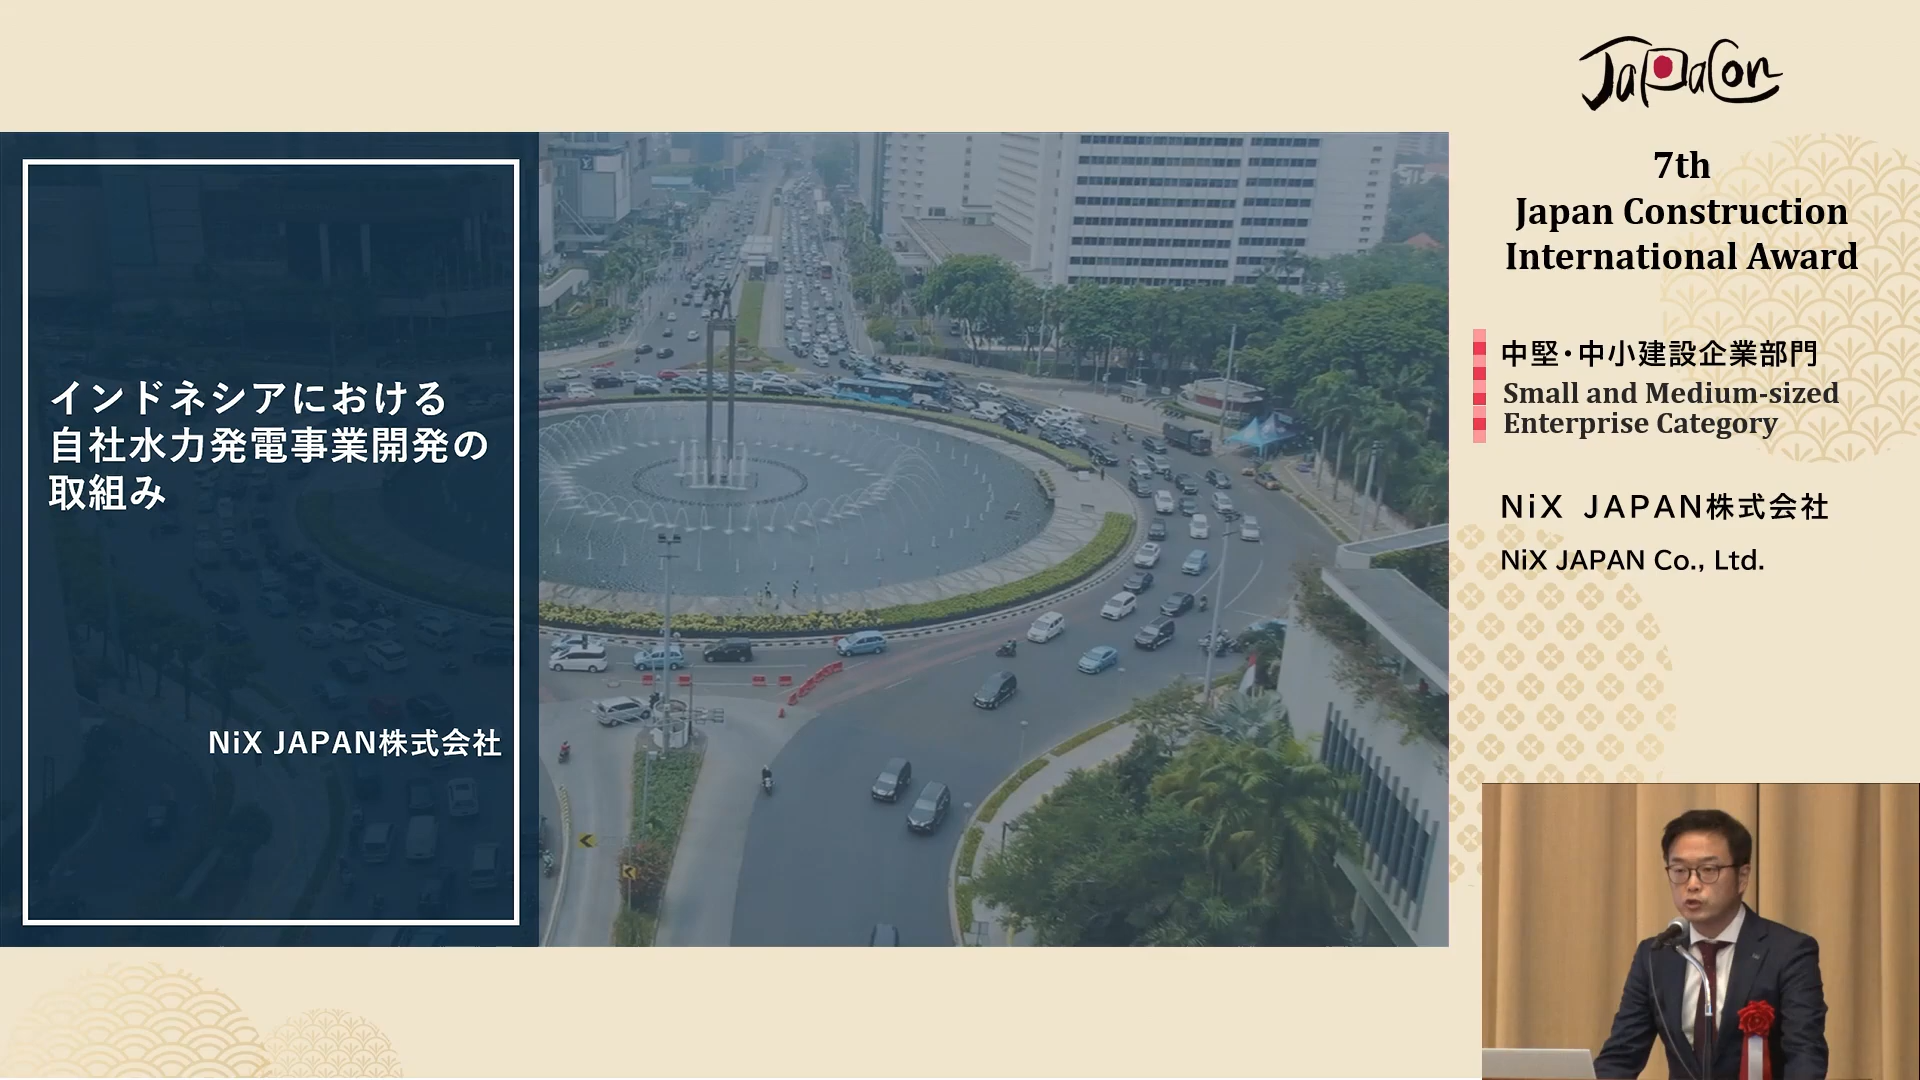 JaPaCon
7th
Japan Construction
International Award
中堅・中小建設企業部門
Small and Medium-sized
Enterprise Category
NiX JAPAN株式会社
NiX JAPAN Co., Ltd.
インドネシアにおける
自社水力発電事業開発の
取組み
NiX JAPAN株式会社